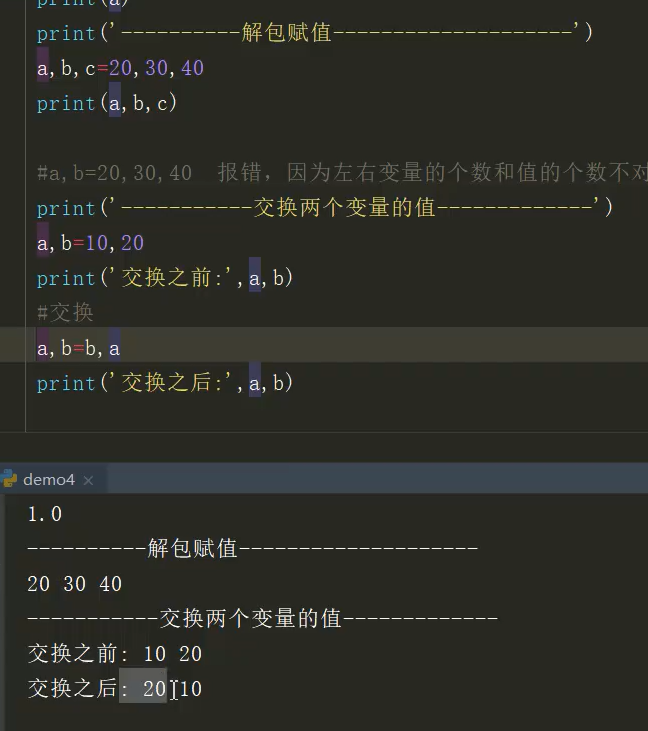 print(a)
print('----------解包赋值--------------------')
a,b,c=20,30,40
print(a,b,c)
#a,b=20,30,40  报错，因为左右变量的个数和值的个数不对
print('-----------交换两个变量的值-------------')
a,b=10,20
print('交换之前:',a,b)
#交换
a,b=b,a
print('交换之后:',a,b)
demo4
1.0
----------解包赋值--------------------
20 30 40
-----------交换两个变量的值-------------
交换之前: 10 20
交换之后: 20 10